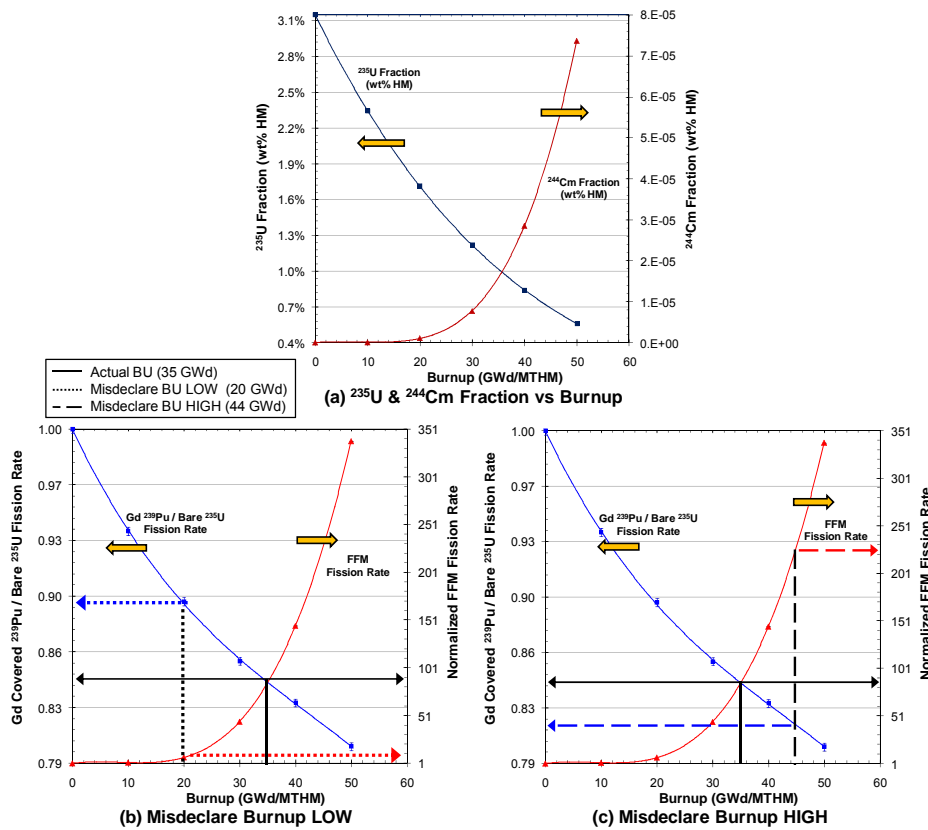 3.1%
2.8%
2.5%
2.2%
1.9%
1.6%
1.3%
1.0%
0.7%
0.4%
²³⁵U Fraction (wt% HM)
²³⁵U Fraction
(wt% HM)
²⁴⁴Cm Fraction
(wt% HM)
8.E-05
7.E-05
6.E-05
5.E-05
4.E-05
3.E-05
2.E-05
1.E-05
0.E+00
²⁴⁴Cm Fraction (wt% HM)
0 10 20 30 40 50 60
Burnup (GWd/MTHM)
(a) ²³⁵U & ²⁴⁴Cm Fraction vs Burnup
Actual BU (35 GWd)
Misdeclare BU LOW (20 GWd)
Misdeclare BU HIGH (44 GWd)
1.00
0.97
0.93
0.90
0.86
0.83
0.79
Gd Covered ²³⁹Pu / Bare ²³⁵U Fission Rate
Gd ²³⁹Pu / Bare ²³⁵U
Fission Rate
FFM
Fission Rate
351
301
251
201
151
101
51
1
Normalized FFM Fission Rate
0 10 20 30 40 50 60
Burnup (GWd/MTHM)
(b) Misdeclare Burnup LOW
1.00
0.97
0.93
0.90
0.86
0.83
0.79
Gd Covered ²³⁹Pu / Bare ²³⁵U Fission Rate
Gd ²³⁹Pu / Bare ²³⁵U
Fission Rate
FFM
Fission Rate
351
301
251
201
151
101
51
1
Normalized FFM Fission Rate
0 10 20 30 40 50 60
Burnup (GWd/MTHM)
(c) Misdeclare Burnup HIGH